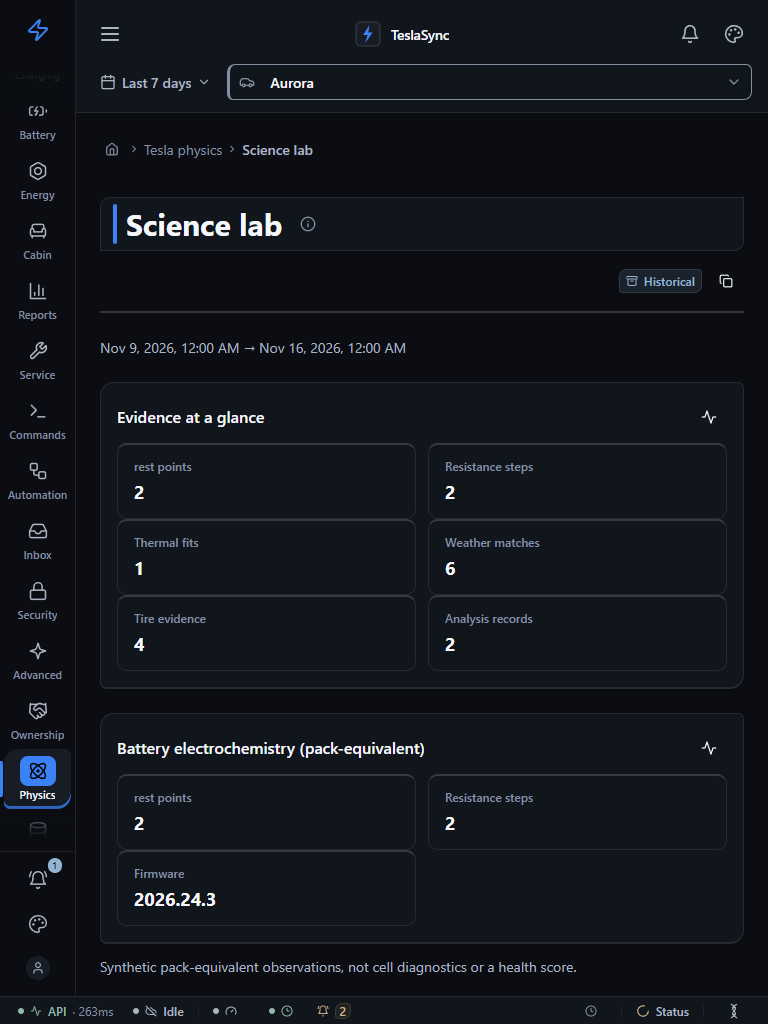 TeslaSync
Last 7 days
Aurora
Charging
Battery
Energy
Cabin
Reports
Service
Commands
Automation
Inbox
Security
Advanced
Ownership
Physics
1
Tesla physics > Science lab
Science lab
Historical
Nov 9, 2026, 12:00 AM → Nov 16, 2026, 12:00 AM
Evidence at a glance
rest points
2
Resistance steps
2
Thermal fits
1
Weather matches
6
Tire evidence
4
Analysis records
2
Battery electrochemistry (pack-equivalent)
rest points
2
Resistance steps
2
Firmware
2026.24.3
Synthetic pack-equivalent observations, not cell diagnostics or a health score.
API · 263ms
Idle
2
Status